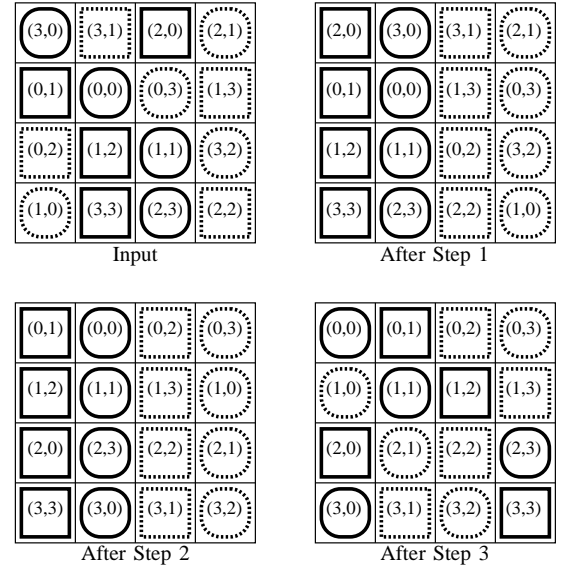 (3,0) (3,1) (2,0) (2,1)
(0,1) (0,0) (0,3) (1,3)
(0,2) (1,2) (1,1) (3,2)
(1,0) (3,3) (2,3) (2,2)
Input
(2,0) (3,0) (3,1) (2,1)
(0,1) (0,0) (1,3) (0,3)
(1,2) (1,1) (0,2) (3,2)
(3,3) (2,3) (2,2) (1,0)
After Step 1
(0,1) (0,0) (0,2) (0,3)
(1,2) (1,1) (1,3) (1,0)
(2,0) (2,3) (2,2) (2,1)
(3,3) (3,0) (3,1) (3,2)
After Step 2
(0,0) (0,1) (0,2) (0,3)
(1,0) (1,1) (1,2) (1,3)
(2,0) (2,1) (2,2) (2,3)
(3,0) (3,1) (3,2) (3,3)
After Step 3